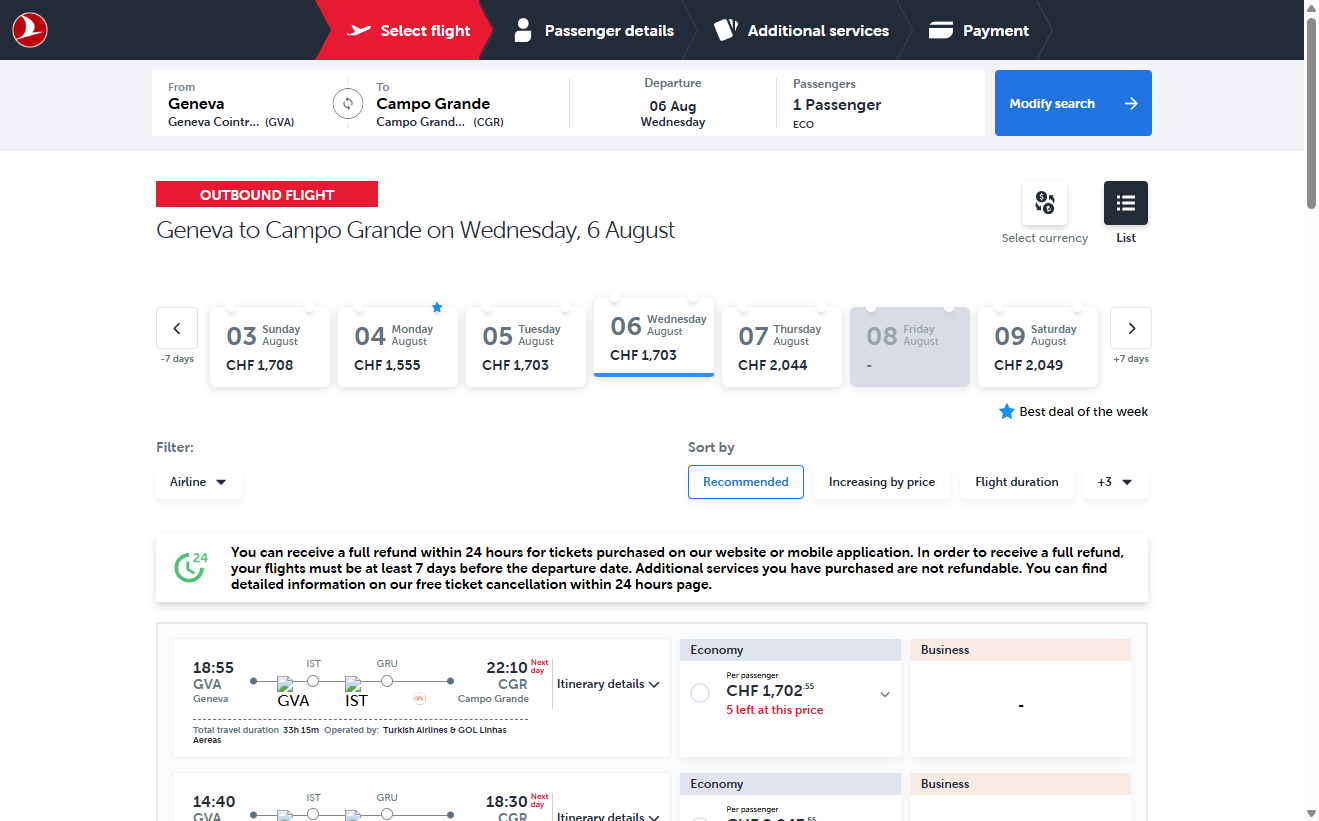 Select flight
Passenger details
Additional services
Payment
From
Geneva
Geneva Cointr... (GVA)
To
Campo Grande
Campo Grand... (CGR)
Departure
06 Aug
Wednesday
Passengers
1 Passenger
ECO
Modify search
OUTBOUND FLIGHT
Geneva to Campo Grande on Wednesday, 6 August
Select currency
List
-7 days
03 Sunday August
CHF 1,708
04 Monday August
CHF 1,555
05 Tuesday August
CHF 1,703
06 Wednesday August
CHF 1,703
07 Thursday August
CHF 2,044
08 Friday August
-
09 Saturday August
CHF 2,049
+7 days
Best deal of the week
Filter:
Airline
Sort by
Recommended
Increasing by price
Flight duration
+3
24
You can receive a full refund within 24 hours for tickets purchased on our website or mobile application. In order to receive a full refund,
your flights must be at least 7 days before the departure date. Additional services you have purchased are not refundable. You can find
detailed information on our free ticket cancellation within 24 hours page.
18:55
GVA
Geneva
IST
GRU
GVA
IST
22:10 Next day
CGR
Campo Grande
Itinerary details
Total travel duration 33h 15m Operated by: Turkish Airlines & GOL Linhas
Aereas
Economy
Per passenger
CHF 1,702.55
5 left at this price
Business
-
14:40
GVA
IST
GRU
18:30 Next day
CGR
Itinerary details
Economy
Per passenger
Business